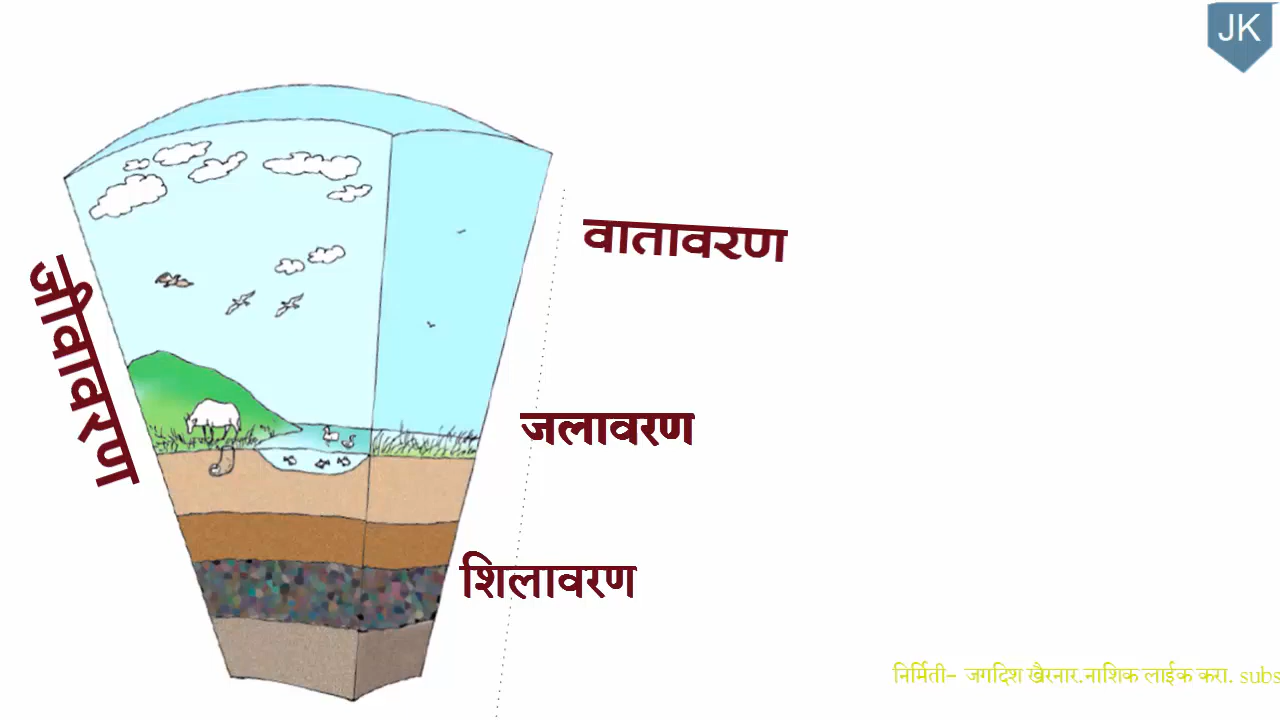 JK
वातावरण
जीवावरण
जलावरण
शिलावरण
निर्मिती- जगदिश खैरनार.नाशिक लाईक करा. subs